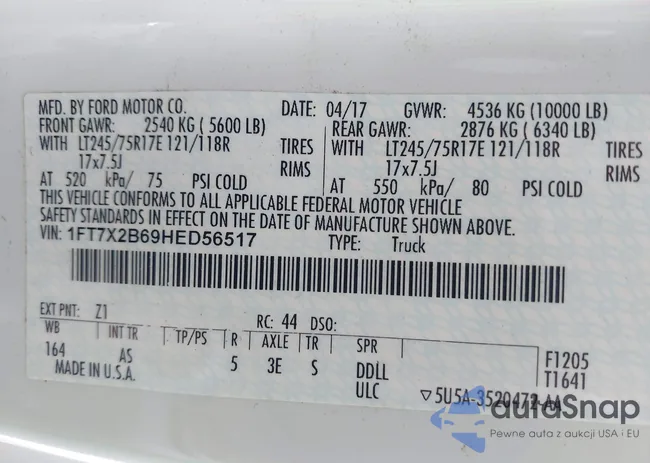 MFD. BY FORD MOTOR CO. DATE: 04/17 GVWR: 4536 KG (10000 LB)
FRONT GAWR: 2540 KG ( 5600 LB) REAR GAWR: 2876 KG ( 6340 LB)
WITH LT245/75R17E 121/118R TIRES WITH LT245/75R17E 121/118R TIRES
17x7.5J RIMS 17x7.5J RIMS
AT 520 kPa/ 75 PSI COLD AT 550 kPa/ 80 PSI COLD
THIS VEHICLE CONFORMS TO ALL APPLICABLE FEDERAL MOTOR VEHICLE
SAFETY STANDARDS IN EFFECT ON THE DATE OF MANUFACTURE SHOWN ABOVE.
VIN: 1FT7X2B69HED56517 TYPE: Truck
EXT PNT: Z1 RC: 44 DSO:
WB INT TR TP/PS R AXLE TR SPR
164 AS 5 3E S DDLL F1205
MADE IN U.S.A. ULC T1641
▽5U5A-3520472-AA
autoSnap
Pewne auta z aukcji USA i EU